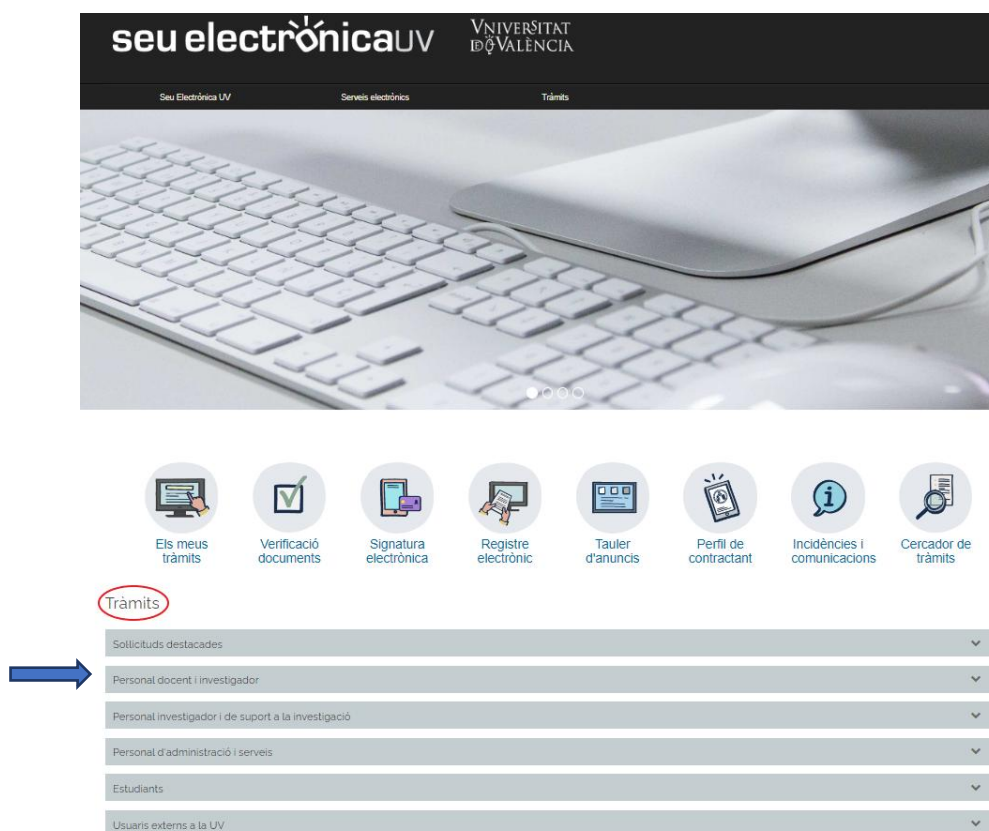 seu electrònicaUV
VNIVERSITAT
DӦVALÈNCIA
Seu Electrònica UV Serveis electrònics Tràmits
Els meus tràmits
Verificació documents
Signatura electrònica
Registre electrònic
Tauler d'anuncis
Perfil de contractant
Incidències i comunicacions
Cercador de tràmits
Tràmits
Sol·licituds destacades
Personal docent i investigador
Personal investigador i de suport a la investigació
Personal d'administració i serveis
Estudiants
Usuaris externs a la UV